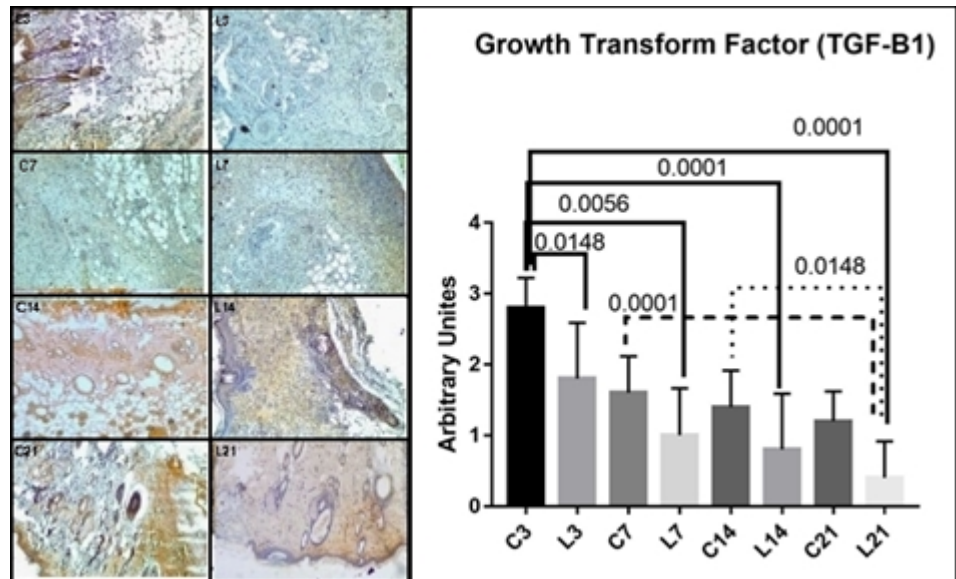 L3
C7
L7
C14
L14
C21
L21
Growth Transform Factor (TGF-B1)
0.0001
0.0001
0.0056
0.0148
0.0148
0.0001
Arbitrary Unites
4
3
2
1
0
C3
L3
C7
L7
C14
L14
C21
L21